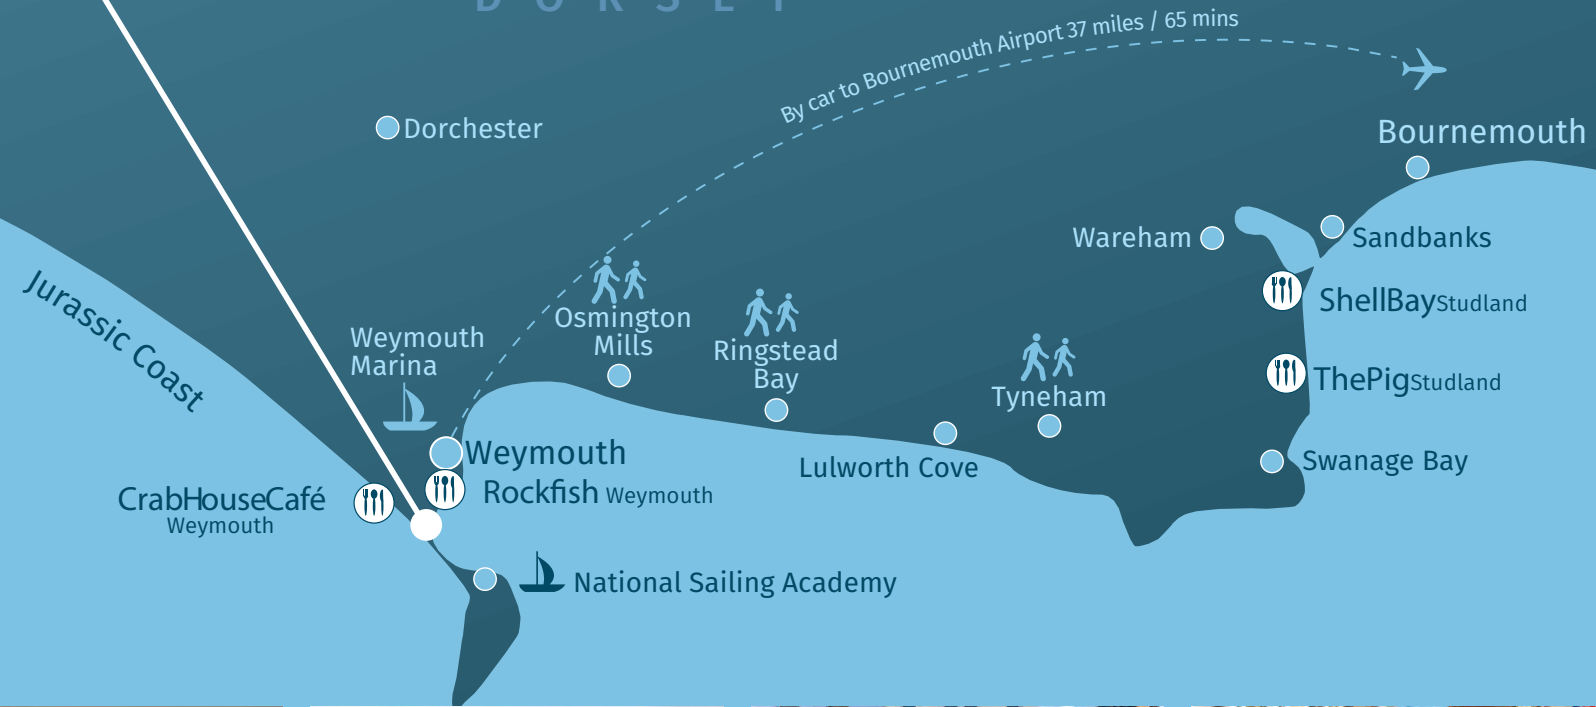 DORSET
By car to Bournemouth Airport 37 miles / 65 mins
Dorchester
Bournemouth
Wareham
Sandbanks
Jurassic Coast
ShellBayStudland
Weymouth
Marina
Osmington
Mills
Ringstead
Bay
Tyneham
ThePigStudland
Weymouth
Lulworth Cove
Swanage Bay
CrabHouseCafé
Weymouth
Rockfish Weymouth
National Sailing Academy